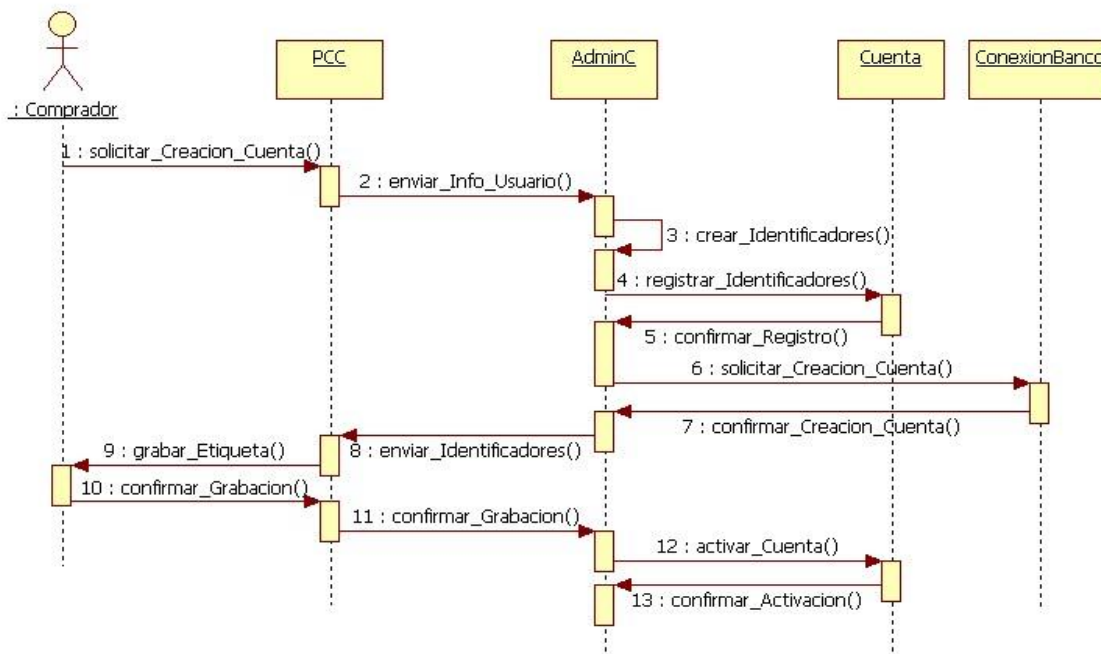 PCC
AdminC
Cuenta
ConexionBanco
: Comprador
1 : solicitar_Creacion_Cuenta()
2 : enviar_Info_Usuario()
3 : crear_Identificadores()
4 : registrar_Identificadores()
5 : confirmar_Registro()
6 : solicitar_Creacion_Cuenta()
7 : confirmar_Creacion_Cuenta()
8 : enviar_Identificadores()
9 : grabar_Etiqueta()
10 : confirmar_Grabacion()
11 : confirmar_Grabacion()
12 : activar_Cuenta()
13 : confirmar_Activacion()